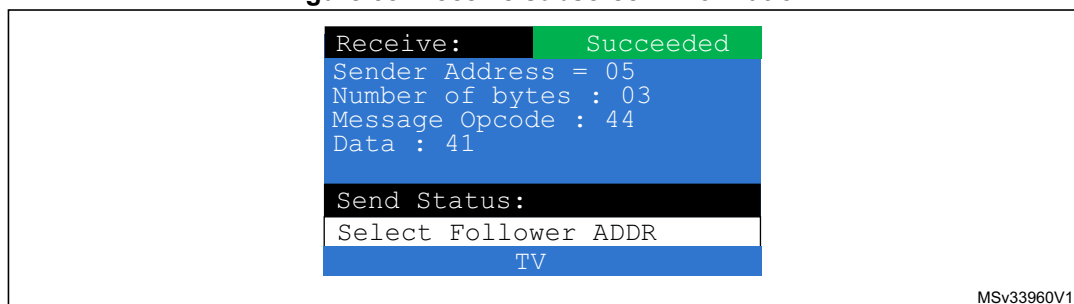 Receive: Succeeded
Sender Address = 05
Number of bytes : 03
Message Opcode : 44
Data : 41
Send Status:
Select Follower ADDR
TV
MSv33960V1